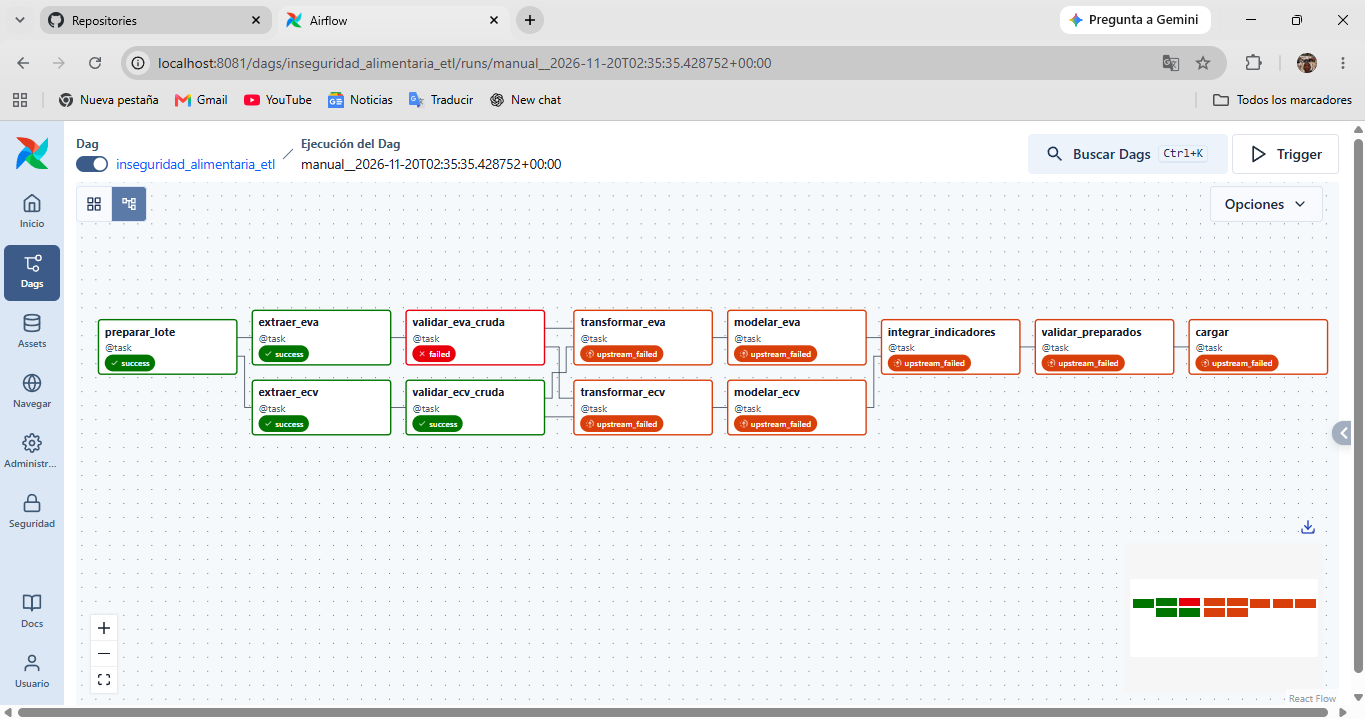 Repositories
Airflow
Pregunta a Gemini
localhost:8081/dags/inseguridad_alimentaria_etl/runs/manual__2026-11-20T02:35:35.428752+00:00
Nueva pestaña
Gmail
YouTube
Noticias
Traducir
New chat
Todos los marcadores
Dag
inseguridad_alimentaria_etl
Ejecución del Dag
manual__2026-11-20T02:35:35.428752+00:00
Buscar Dags Ctrl+K
Trigger
Inicio
Dags
Assets
Navegar
Administr...
Seguridad
Docs
Usuario
Opciones
preparar_lote
@task
success
extraer_eva
@task
success
validar_eva_cruda
@task
failed
transformar_eva
@task
upstream_failed
modelar_eva
@task
upstream_failed
extraer_ecv
@task
success
validar_ecv_cruda
@task
success
transformar_ecv
@task
upstream_failed
modelar_ecv
@task
upstream_failed
integrar_indicadores
@task
upstream_failed
validar_preparados
@task
upstream_failed
cargar
@task
upstream_failed
React Flow